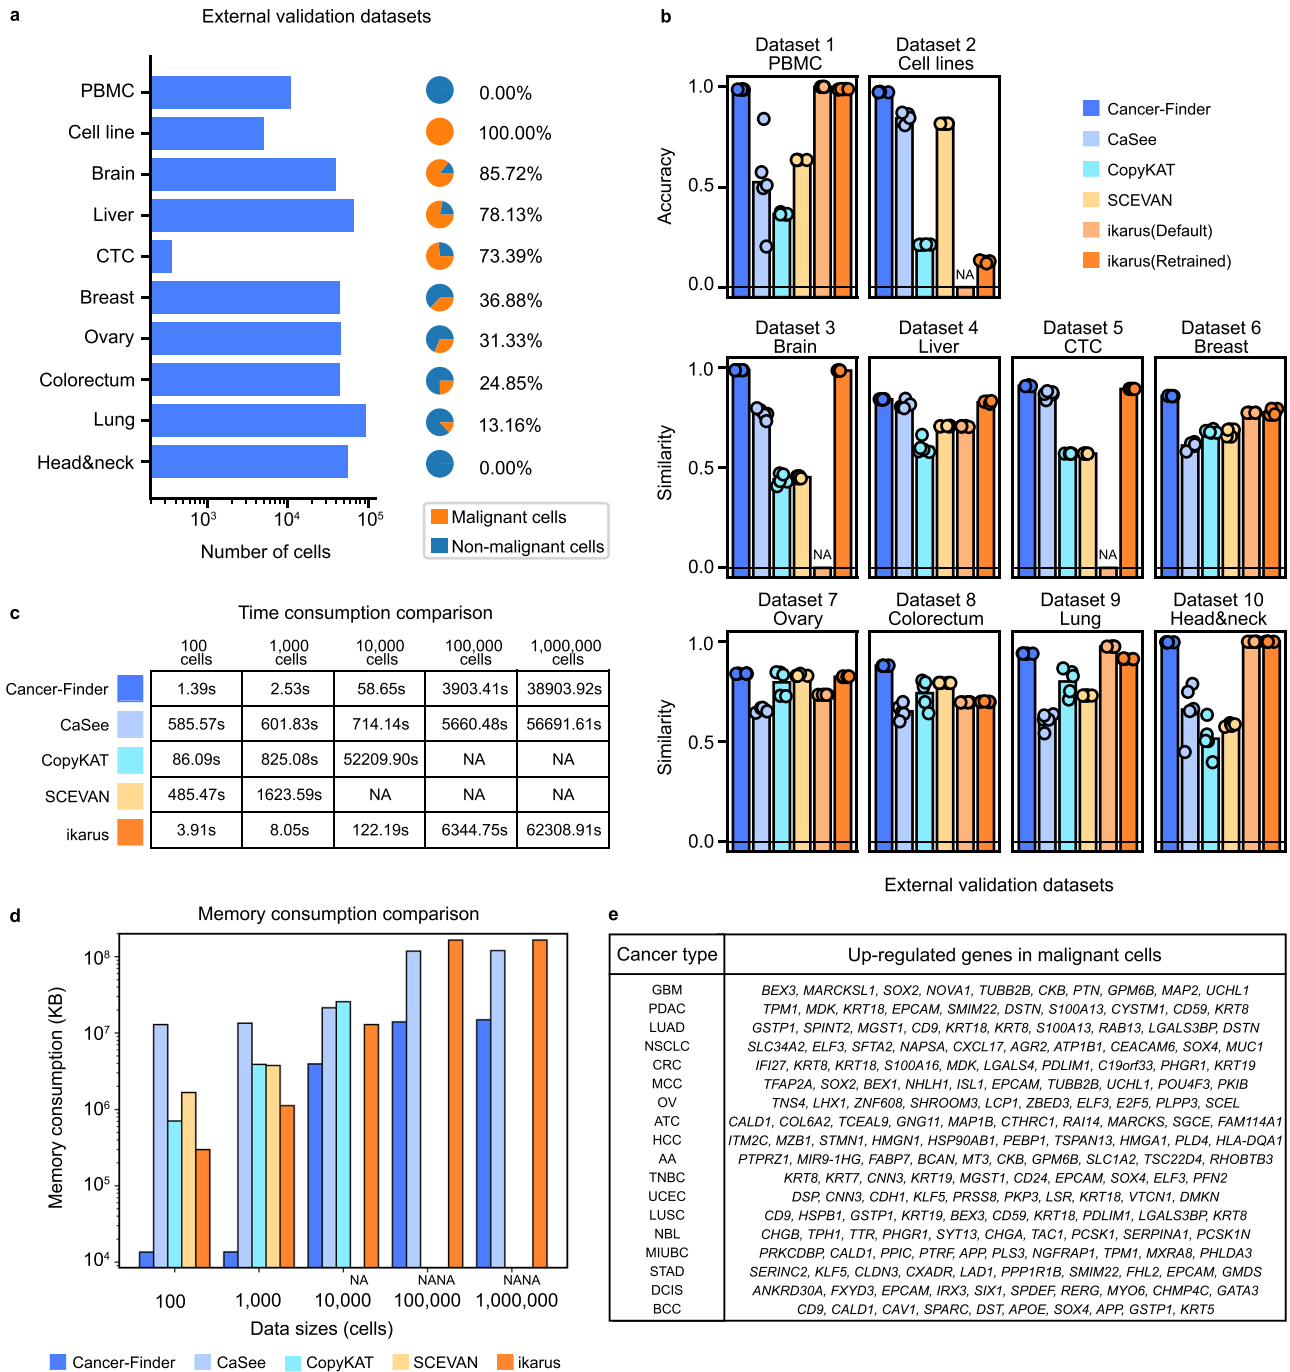 a
External validation datasets
PBMC
0.00%
Cell line
100.00%
Brain
85.72%
Liver
78.13%
CTC
73.39%
Breast
36.88%
Ovary
31.33%
Colorectum
24.85%
Lung
13.16%
Head&neck
0.00%
10³ 10⁴ 10⁵
Number of cells
Malignant cells
Non-malignant cells
b
Dataset 1
PBMC
Dataset 2
Cell lines
1.0
0.5
0.0
Accuracy
NA
Cancer-Finder
CaSee
CopyKAT
SCEVAN
ikarus(Default)
ikarus(Retrained)
Dataset 3
Brain
Dataset 4
Liver
Dataset 5
CTC
Dataset 6
Breast
1.0
0.5
0.0
Similarity
NA
NA
Dataset 7
Ovary
Dataset 8
Colorectum
Dataset 9
Lung
Dataset 10
Head&neck
1.0
0.5
0.0
Similarity
External validation datasets
c
Time consumption comparison
100 cells 1,000 cells 10,000 cells 100,000 cells 1,000,000 cells
Cancer-Finder 1.39s 2.53s 58.65s 3903.41s 38903.92s
CaSee 585.57s 601.83s 714.14s 5660.48s 56691.61s
CopyKAT 86.09s 825.08s 52209.90s NA NA
SCEVAN 485.47s 1623.59s NA NA NA
ikarus 3.91s 8.05s 122.19s 6344.75s 62308.91s
d
Memory consumption comparison
Memory consumption (KB)
10⁸
10⁷
10⁶
10⁵
10⁴
NA NANA NANA
100 1,000 10,000 100,000 1,000,000
Data sizes (cells)
Cancer-Finder CaSee CopyKAT SCEVAN ikarus
e
Cancer type Up-regulated genes in malignant cells
GBM BEX3, MARCKSL1, SOX2, NOVA1, TUBB2B, CKB, PTN, GPM6B, MAP2, UCHL1
PDAC TPM1, MDK, KRT18, EPCAM, SMIM22, DSTN, S100A13, CYSTM1, CD59, KRT8
LUAD GSTP1, SPINT2, MGST1, CD9, KRT18, KRT8, S100A13, RAB13, LGALS3BP, DSTN
NSCLC SLC34A2, ELF3, SFTA2, NAPSA, CXCL17, AGR2, ATP1B1, CEACAM6, SOX4, MUC1
CRC IFI27, KRT8, KRT18, S100A16, MDK, LGALS4, PDLIM1, C19orf33, PHGR1, KRT19
MCC TFAP2A, SOX2, BEX1, NHLH1, ISL1, EPCAM, TUBB2B, UCHL1, POU4F3, PKIB
OV TNS4, LHX1, ZNF608, SHROOM3, LCP1, ZBED3, ELF3, E2F5, PLPP3, SCEL
ATC CALD1, COL6A2, TCEAL9, GNG11, MAP1B, CTHRC1, RAI14, MARCKS, SGCE, FAM114A1
HCC ITM2C, MZB1, STMN1, HMGN1, HSP90AB1, PEBP1, TSPAN13, HMGA1, PLD4, HLA-DQA1
AA PTPRZ1, MIR9-1HG, FABP7, BCAN, MT3, CKB, GPM6B, SLC1A2, TSC22D4, RHOBTB3
TNBC KRT8, KRT7, CNN3, KRT19, MGST1, CD24, EPCAM, SOX4, ELF3, PFN2
UCEC DSP, CNN3, CDH1, KLF5, PRSS8, PKP3, LSR, KRT18, VTCN1, DMKN
LUSC CD9, HSPB1, GSTP1, KRT19, BEX3, CD59, KRT18, PDLIM1, LGALS3BP, KRT8
NBL CHGB, TPH1, TTR, PHGR1, SYT13, CHGA, TAC1, PCSK1, SERPINA1, PCSK1N
MIUBC PRKCDBP, CALD1, PPIC, PTRF, APP, PLS3, NGFRAP1, TPM1, MXRA8, PHLDA3
STAD SERINC2, KLF5, CLDN3, CXADR, LAD1, PPP1R1B, SMIM22, FHL2, EPCAM, GMDS
DCIS ANKRD30A, FXYD3, EPCAM, IRX3, SIX1, SPDEF, RERG, MYO6, CHMP4C, GATA3
BCC CD9, CALD1, CAV1, SPARC, DST, APOE, SOX4, APP, GSTP1, KRT5